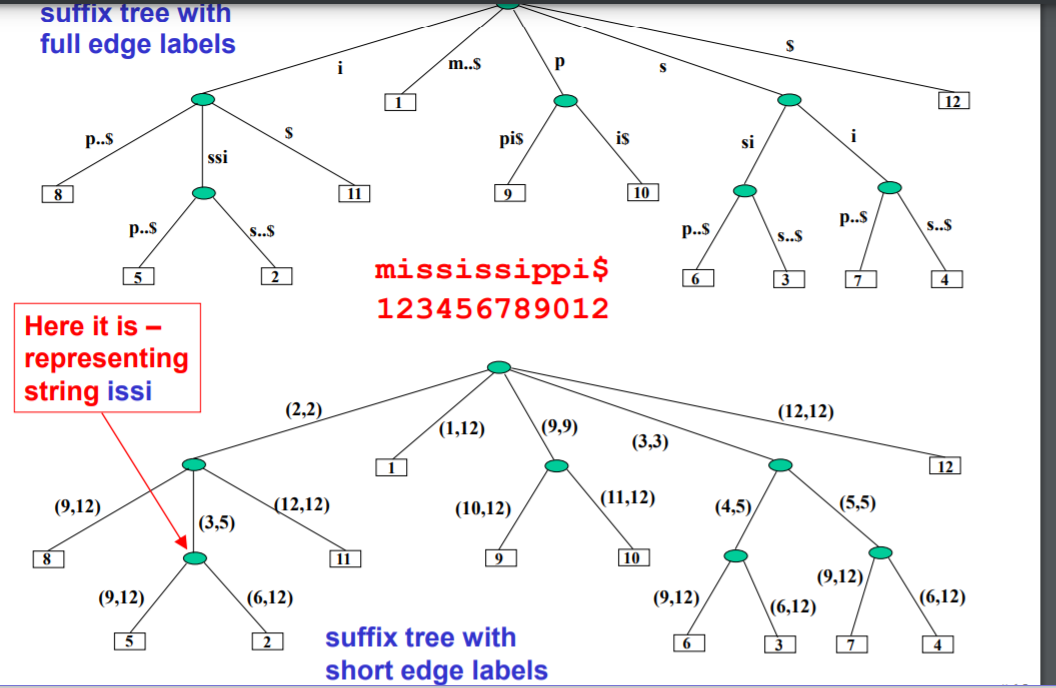 suffix tree with
full edge labels
i
m..$
p
s
$
1
12
p..$
ssi
$
pi$
i$
si
i
8
11
9
10
p..$
s..$
p..$
s..$
p..$
s..$
5
2
6
3
7
4
mississippi$
123456789012
Here it is –
representing
string issi
(2,2)
(1,12)
(9,9)
(3,3)
(12,12)
1
12
(9,12)
(3,5)
(12,12)
(10,12)
(11,12)
(4,5)
(5,5)
8
11
9
10
(9,12)
(6,12)
(9,12)
(6,12)
(9,12)
(6,12)
5
2
6
3
7
4
suffix tree with
short edge labels